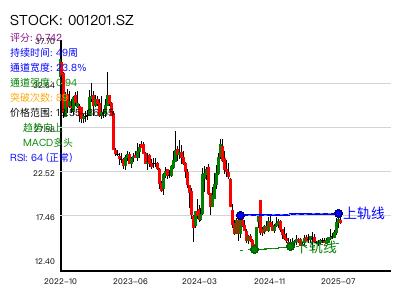 STOCK: 001201.SZ
评分: 0.742
37.70
持续时间: 49周
通道宽度: 23.8%
通道强度: 0.94
突破次数:
价格范围:
趋势向上
MACD多头
RSI: 64 (正常)
22.52
17.46
12.40
上轨线
下轨线
2022-10
2023-06
2024-03
2024-11
2025-07